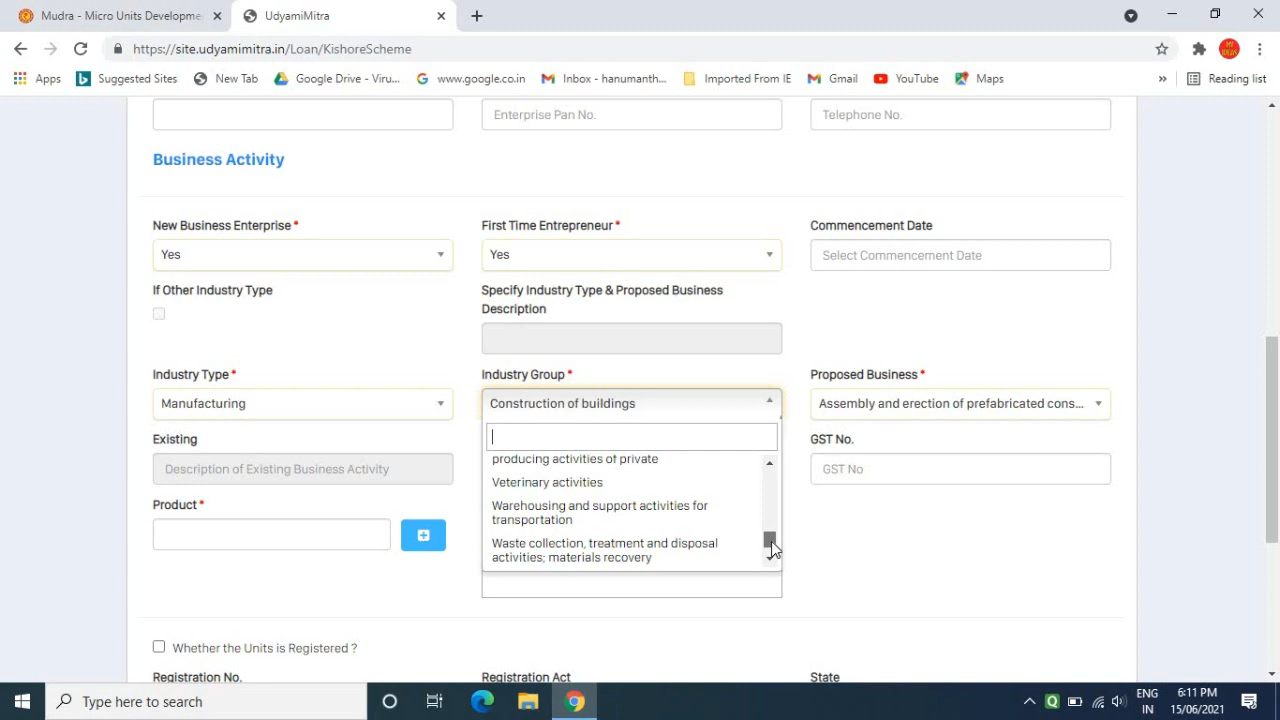 Mudra - Micro Units Developme
UdyamiMitra
https://site.udyamimitra.in/Loan/KishoreScheme
Apps
Suggested Sites
New Tab
Google Drive - Viru...
www.google.co.in
Inbox - hanumanth...
Imported From IE
Gmail
YouTube
Maps
»
Reading list
Enterprise Pan No.
Telephone No.
Business Activity
New Business Enterprise *
First Time Entrepreneur *
Commencement Date
Yes
Yes
Select Commencement Date
If Other Industry Type
Specify Industry Type & Proposed Business
Description
Industry Type *
Industry Group *
Proposed Business *
Manufacturing
Construction of buildings
Assembly and erection of prefabricated cons...
Existing
GST No.
Description of Existing Business Activity
producing activities of private
GST No
Veterinary activities
Product *
Warehousing and support activities for
transportation
Waste collection, treatment and disposal
activities; materials recovery
Whether the Units is Registered ?
Registration No.
Registration Act
State
Type here to search
ENG
IN
6:11 PM
15/06/2021